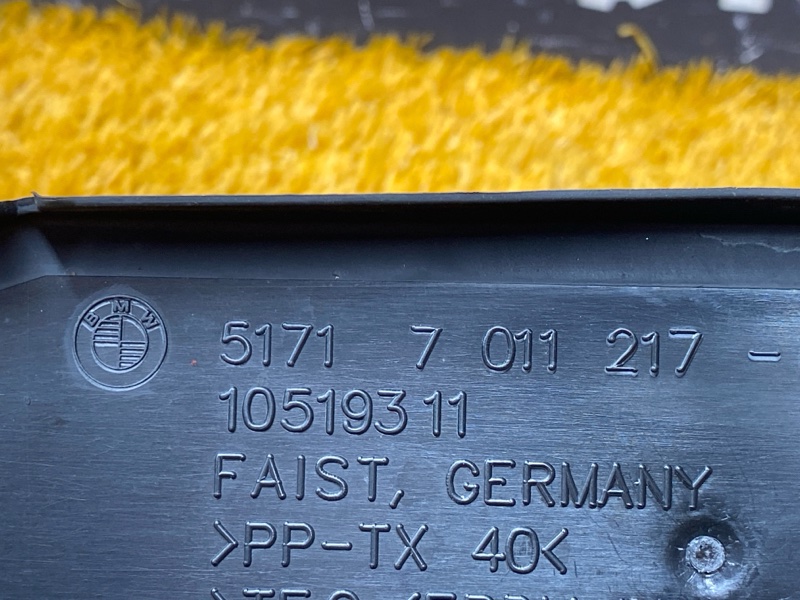 BMW
5171 7 011 217 -
10519311
FAIST, GERMANY
>PP-TX 40<